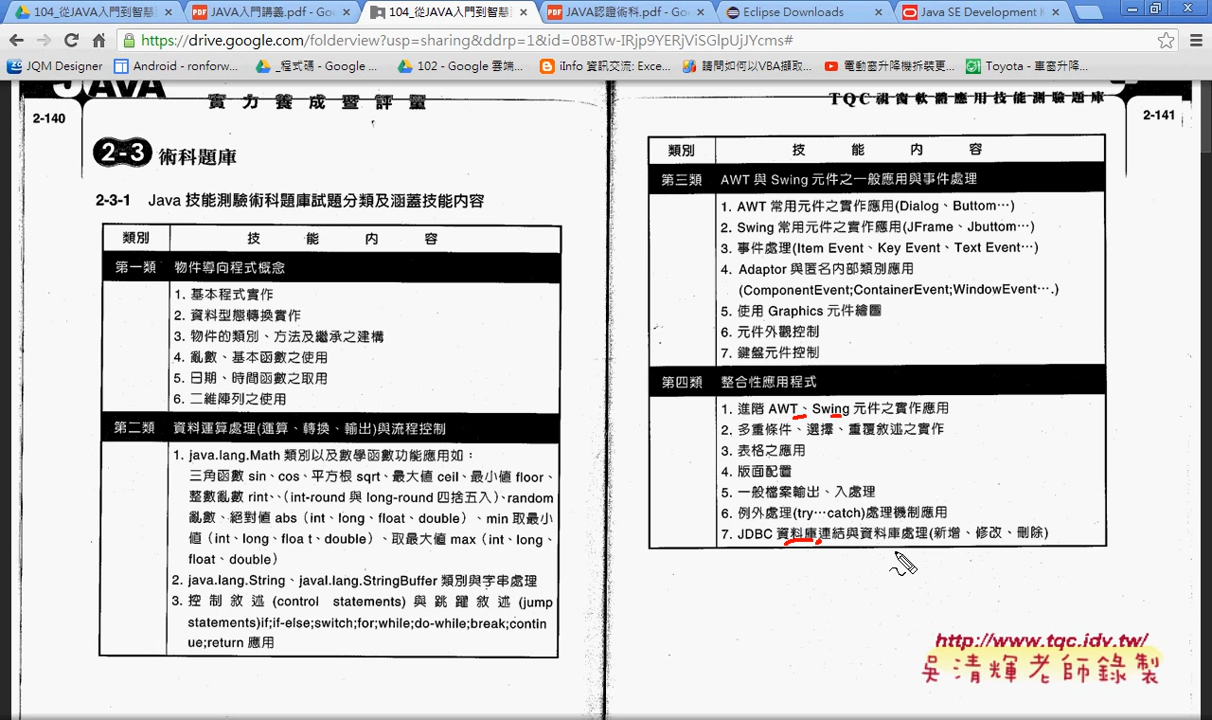 104_從JAVA入門到智慧
JAVA入門講義.pdf - Goo
104_從JAVA入門到智慧
JAVA認證術科.pdf - Goo
Eclipse Downloads
Java SE Development K
https://drive.google.com/folderview?usp=sharing&ddrp=1&id=0B8Tw-IRjp9YERjViSGlpUjJYcms#
JQM Designer
Android - ronforw...
_程式碼 - Google ...
102 - Google 雲端...
iInfo 資訊交流: Exce...
請問如何以VBA擷取...
電動窗升降機拆裝更...
Toyota - 車窗升降...
JAVA
實力養成暨評量
2-140
2-3 術科題庫
2-3-1 Java 技能測驗術科題庫試題分類及涵蓋技能內容
類別 技 能 內 容
第一類 物件導向程式概念
1. 基本程式實作
2. 資料型態轉換實作
3. 物件的類別、方法及繼承之建構
4. 亂數、基本函數之使用
5. 日期、時間函數之取用
6. 二維陣列之使用
第二類 資料運算處理(運算、轉換、輸出)與流程控制
1. java.lang.Math 類別以及數學函數功能應用如:
三角函數 sin、cos、平方根 sqrt、最大值 ceil、最小值 floor、
整數亂數 rint、、(int-round 與 long-round 四捨五入)、random
亂數、絕對值 abs (int、long、float、double)、min 取最小
值 (int、long、floa t、double)、取最大值 max (int、long、
float、double)
2. java.lang.String、javal.lang.StringBuffer 類別與字串處理
3. 控制敘述(control statements)與跳躍敘述(jump
statements)if;if-else;switch;for;while;do-while;break;contin
ue;return 應用
TQC視窗軟體應用技能測驗題庫
2-141
類別 技 能 內 容
第三類 AWT 與 Swing 元件之一般應用與事件處理
1. AWT 常用元件之實作應用(Dialog、Buttom…)
2. Swing 常用元件之實作應用(JFrame、Jbuttom…)
3. 事件處理(Item Event、Key Event、Text Event…)
4. Adaptor 與匿名內部類別應用
(ComponentEvent;ContainerEvent;WindowEvent….)
5. 使用 Graphics 元件繪圖
6. 元件外觀控制
7. 鍵盤元件控制
第四類 整合性應用程式
1. 進階 AWT、Swing 元件之實作應用
2. 多重條件、選擇、重覆敘述之實作
3. 表格之應用
4. 版面配置
5. 一般檔案輸出、入處理
6. 例外處理(try…catch)處理機制應用
7. JDBC 資料庫連結與資料庫處理(新增、修改、刪除)
http://www.tqc.idv.tw/
吳清輝老師錄製